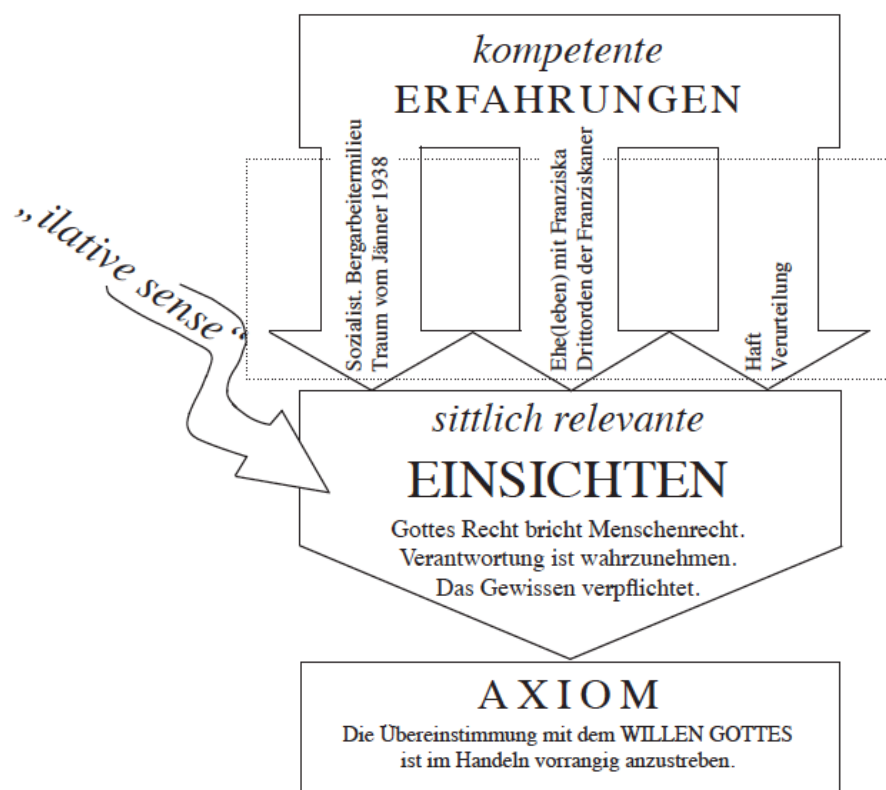 kompetente
ERFAHRUNGEN
Sozialist. Bergarbeitermilieu
Traum vom Jänner 1938
Ehe(leben) mit Franziska
Drittorden der Franziskaner
Haft
Verurteilung
„ilative sense“
sittlich relevante
EINSICHTEN
Gottes Recht bricht Menschenrecht.
Verantwortung ist wahrzunehmen.
Das Gewissen verpflichtet.
AXIOM
Die Übereinstimmung mit dem WILLEN GOTTES
ist im Handeln vorrangig anzustreben.